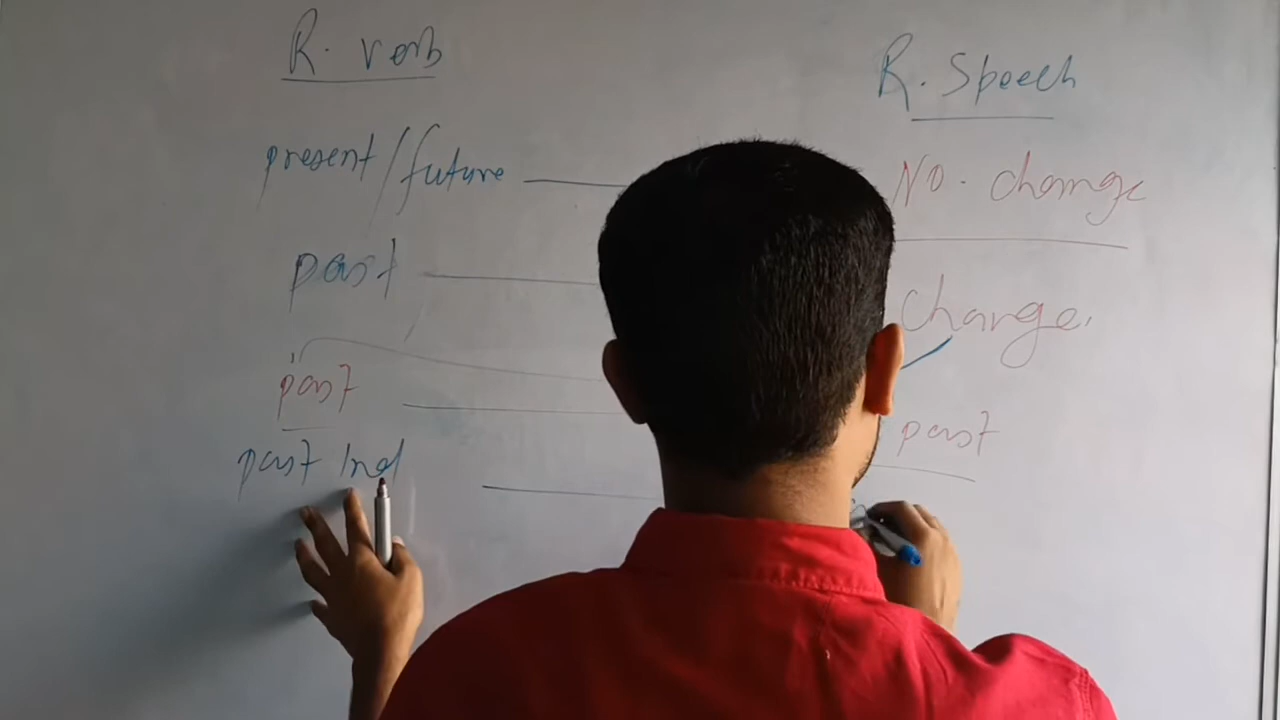 R. verb
R. Speech
present/future
No. change
past
change.
past
past
past Ind